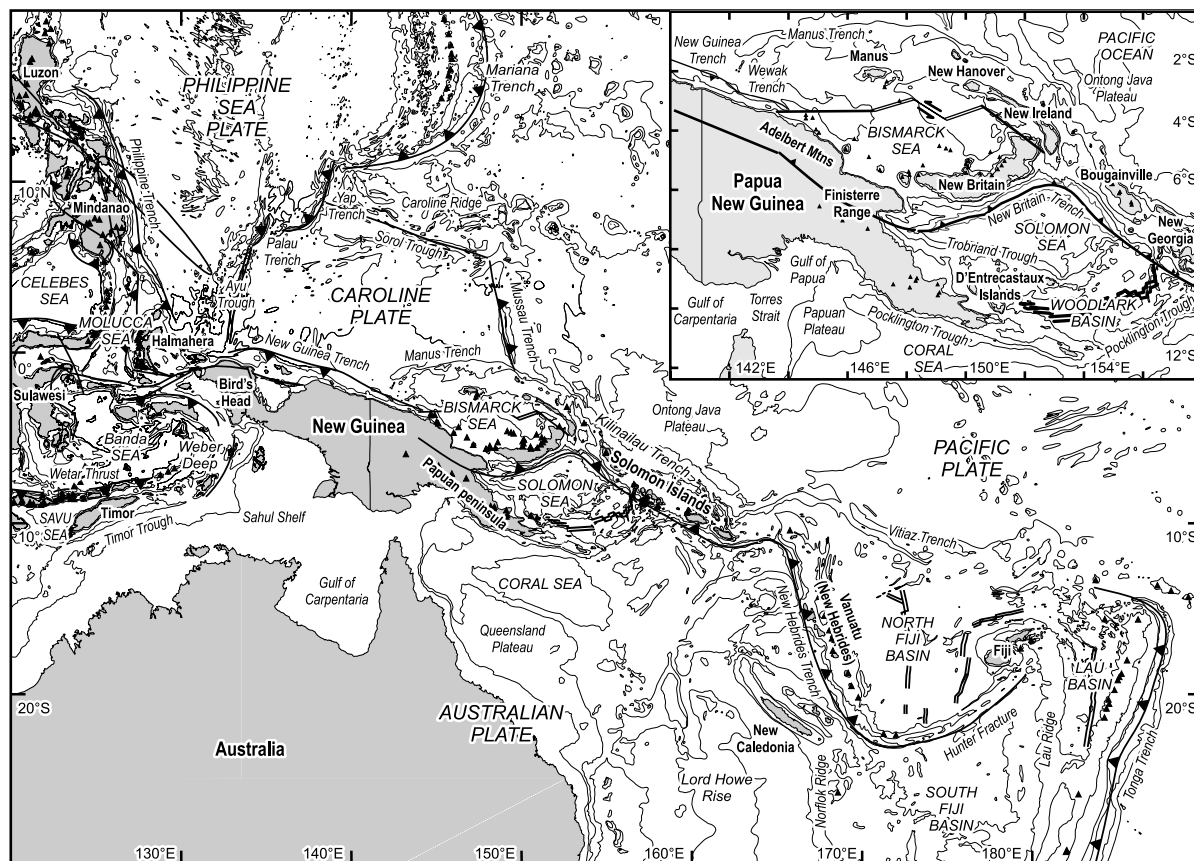 Luzon
PHILIPPINE
SEA
PLATE
Mariana
Trench
Philippine Trench
10°N
Mindanao
Yap
Trench
Caroline Ridge
Palau
Trench
Sorol Trough
CELEBES
SEA
Ayu
Trough
CAROLINE
PLATE
Mussau Trench
MOLUCCA
SEA
Halmahera
New Guinea Trench
Manus Trench
0°
Sulawesi
Bird's
Head
BISMARCK
SEA
Ontong Java
Plateau
New Guinea
Kilinailau Trench
Banda
SEA
Weber
Deep
PACIFIC
PLATE
Wetar Thrust
Papuan peninsula
SOLOMON
SEA
Solomon Islands
SAVU
SEA
Timor
Timor Trough
Sahul Shelf
10°
10°S
Vitiaz Trench
Gulf of
Carpentaria
CORAL SEA
Queensland
Plateau
New Hebrides Trench
Vanuatu
(New Hebrides)
NORTH
FIJI
BASIN
Fiji
LAU
BASIN
20°S
20°S
AUSTRALIAN
PLATE
Australia
New
Caledonia
Hunter Fracture
Lau Ridge
Tonga Trench
Lord Howe
Rise
Norflok Ridge
SOUTH
FIJI
BASIN
130°E
140°E
150°E
160°E
170°E
180°E
New Guinea
Trench
Manus Trench
Manus
PACIFIC
OCEAN
2°S
Wewak
Trench
New Hanover
Ontong Java
Plateau
New Ireland
4°S
BISMARCK
SEA
Adelbert Mtns
Papua
New Guinea
Finisterre
Range
New Britain
6°S
Bougainville
New Britain Trench
SOLOMON
SEA
New
Georgia
Trobriand Trough
Gulf of
Papua
D'Entrecastaux
Islands
WOODLARK
BASIN
Gulf of
Carpentaria
Torres
Strait
Papuan
Plateau
Pocklington Trough
Pocklington Trough
CORAL
SEA
12°S
142°E
146°E
150°E
154°E